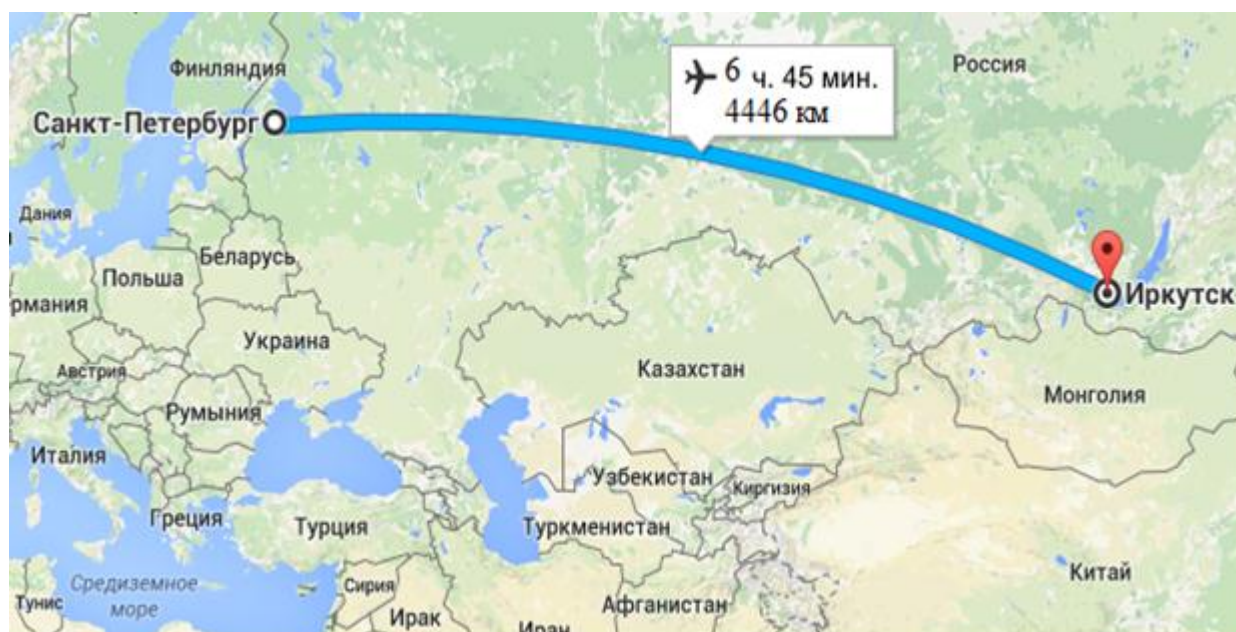 Финляндия
Санкт-Петербург
6 ч. 45 мин.
4446 км
Россия
Дания
Беларусь
Польша
рмания
Иркутск
Украина
Австрия
Казахстан
Монголия
Румыния
Италия
Узбекистан
Киргизия
Греция
Турция
Туркменистан
Китай
Средиземное
море
Сирия
Тунис
Ирак
Иран
Афганистан